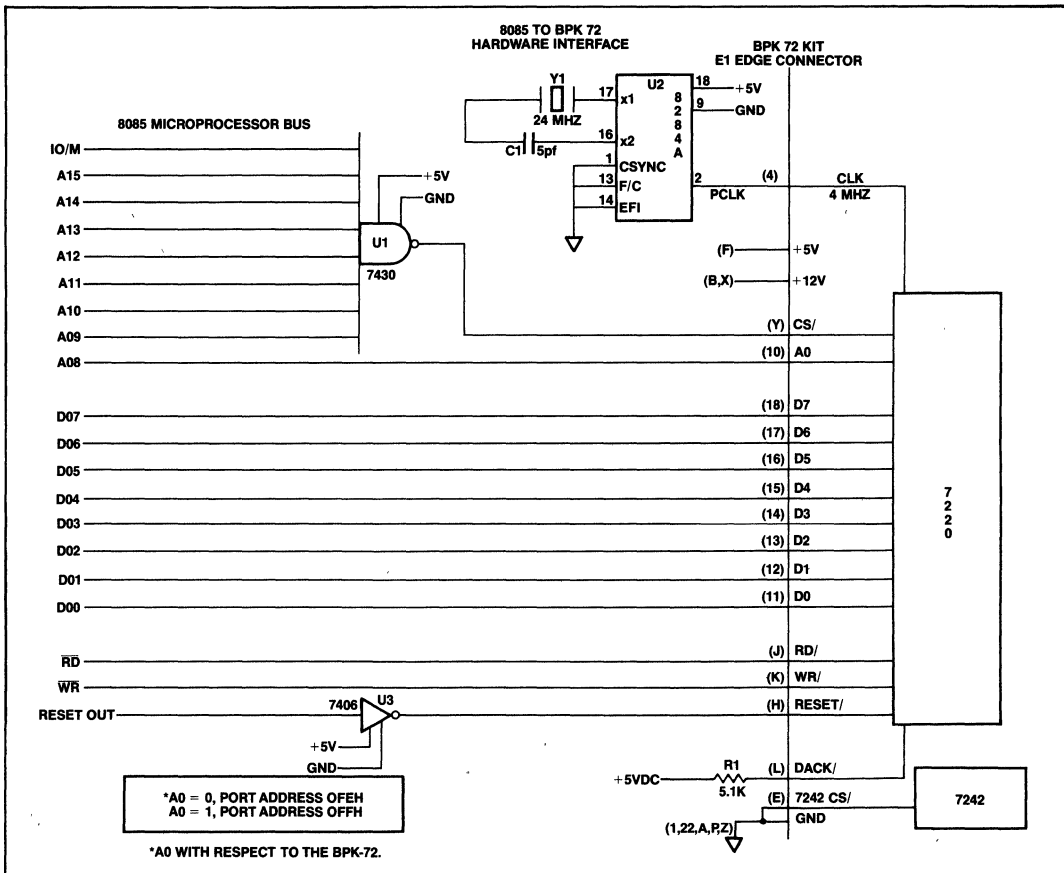 8085 TO BPK 72
HARDWARE INTERFACE
BPK 72 KIT
E1 EDGE CONNECTOR
8085 MICROPROCESSOR BUS
Y1
24 MHZ
C1 5pf
U2
8
2
8
4
A
17 x1
16 x2
1 CSYNC
13 F/C
14 EFI
18 +5V
9 GND
2 PCLK
(4) CLK
4 MHZ
IO/M
A15
A14
A13
A12
A11
A10
A09
A08
+5V
GND
U1
7430
(F) +5V
(B,X) +12V
(Y) CS/
(10) A0
D07 (18) D7
D06 (17) D6
D05 (16) D5
D04 (15) D4
D03 (14) D3
D02 (13) D2
D01 (12) D1
D00 (11) D0
7
2
2
0
RD (J) RD/
WR (K) WR/
RESET OUT 7406 U3 (H) RESET/
+5V
GND
+5VDC R1 (L) DACK/
5.1K
(E) 7242 CS/
7242
(1,22,A,P,Z) GND
*A0 = 0, PORT ADDRESS OFEH
A0 = 1, PORT ADDRESS OFFH
*A0 WITH RESPECT TO THE BPK-72.